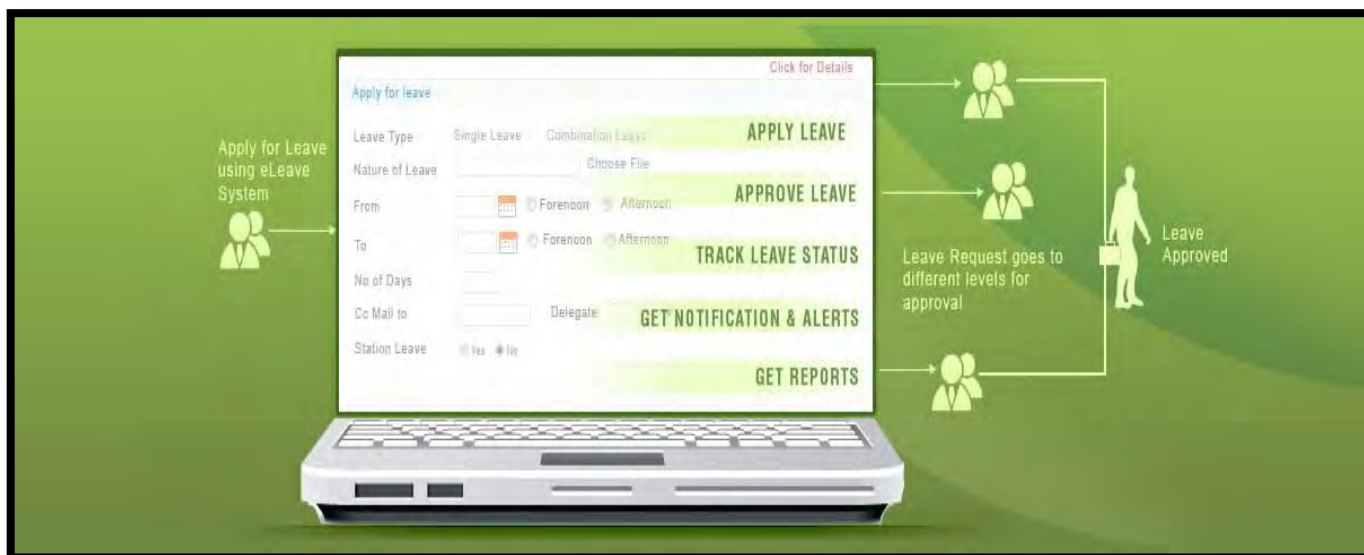 Click for Details
Apply for leave
Leave Type Single Leave Combination Leave
APPLY LEAVE
Nature of Leave Choose File
APPROVE LEAVE
From Forenoon Afternoon
To Forenoon Afternoon
TRACK LEAVE STATUS
No of Days
Cc Mail to Delegate
GET NOTIFICATION & ALERTS
Station Leave Yes No
GET REPORTS
Apply for Leave
using eLeave
System
Leave Request goes to
different levels for
approval
Leave
Approved